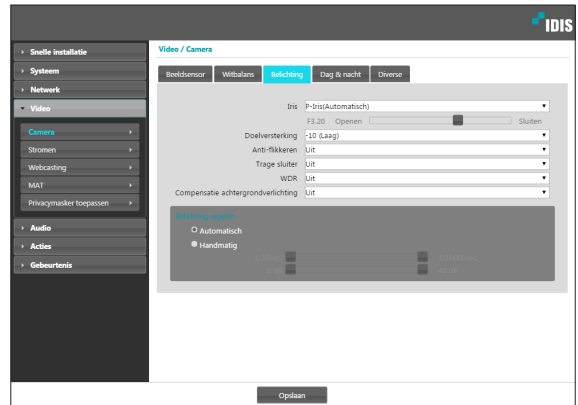 IDIS
Snelle installatie
Systeem
Netwerk
Video
Camera
Stromen
Webcasting
MAT
Privacymasker toepassen
Audio
Acties
Gebeurtenis
Video / Camera
Beeldsensor Witbalans Belichting Dag & nacht Diverse
Iris P-Iris(Automatisch)
F3.20 Openen Sluiten
Doelversterking -10 (Laag)
Anti-flikkeren Uit
Trage sluiter Uit
WDR Uit
Compensatie achtergrondverlichting Uit
Automatisch
Handmatig
Opslaan